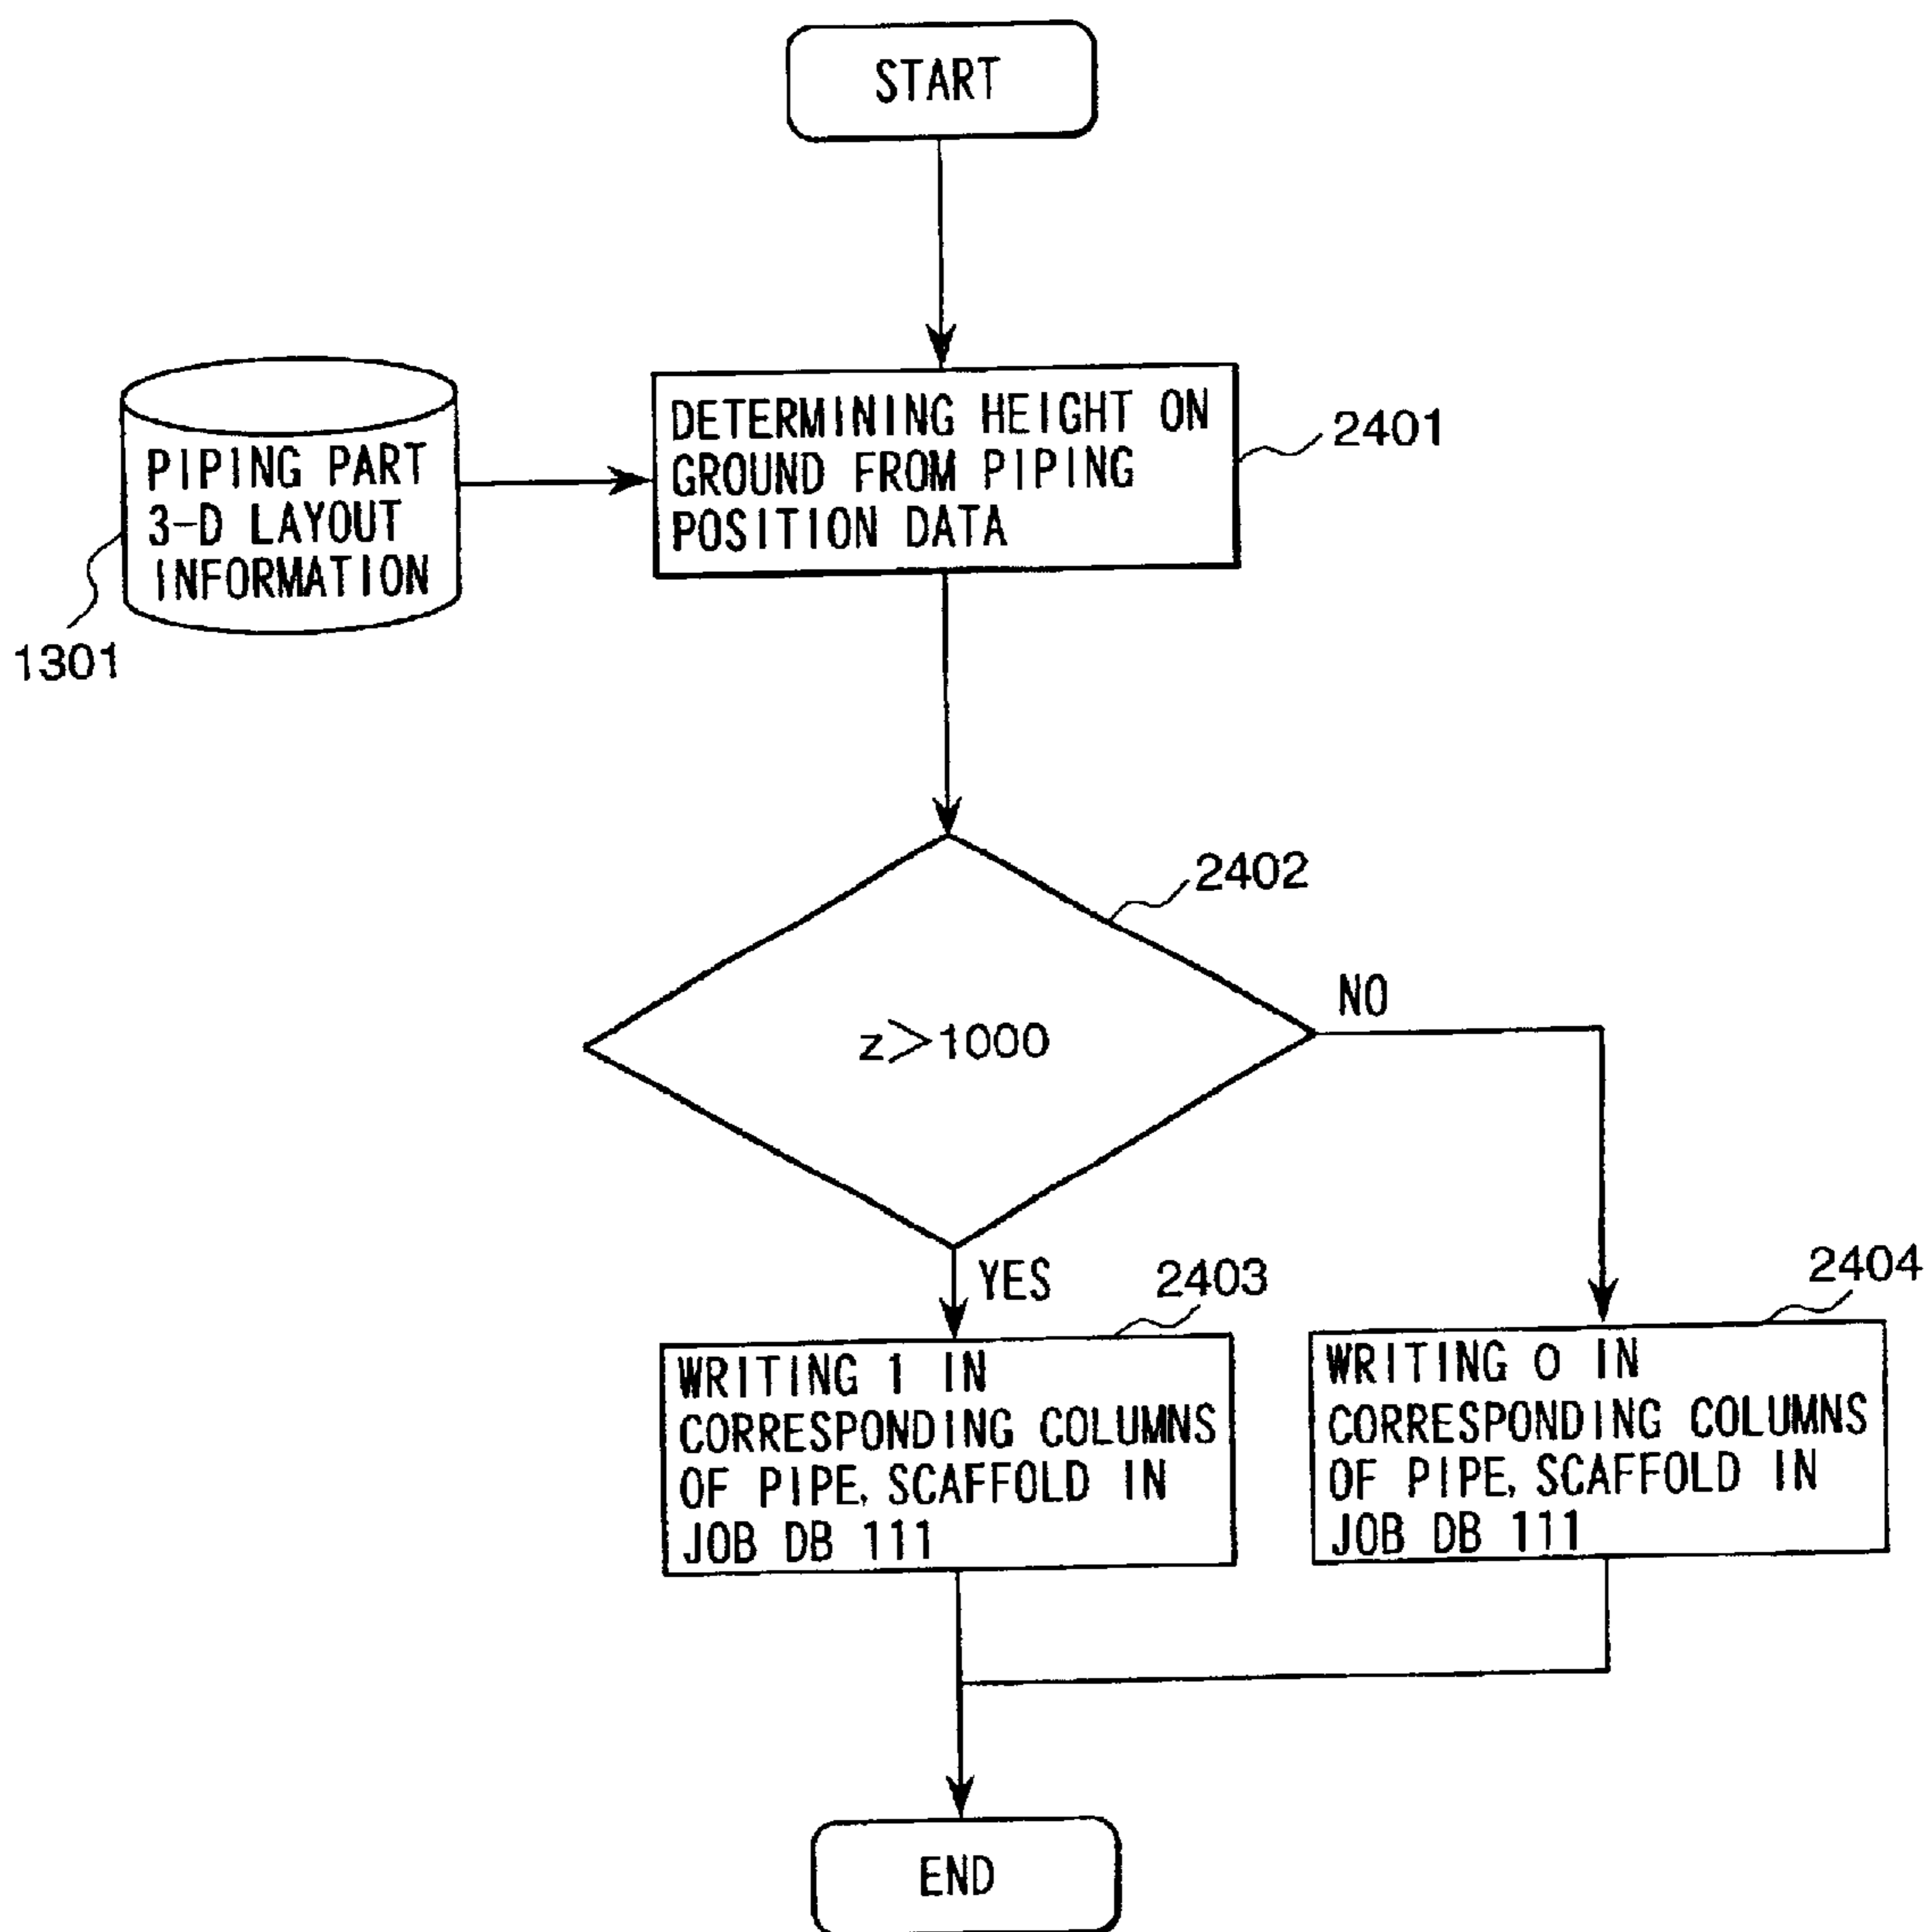 START
DETERMINING HEIGHT ON
GROUND FROM PIPING
POSITION DATA
2401
PIPING PART
3-D LAYOUT
INFORMATION
1301
2402
z>1000
NO
YES
2403
2404
WRITING 1 IN
CORRESPONDING COLUMNS
OF PIPE, SCAFFOLD IN
JOB DB 111
WRITING 0 IN
CORRESPONDING COLUMNS
OF PIPE, SCAFFOLD IN
JOB DB 111
END